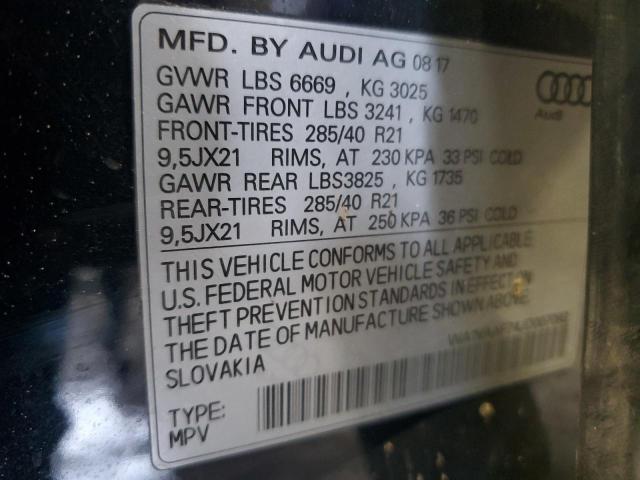 MFD. BY AUDI AG 08 17
GVWR LBS 6669 , KG 3025
GAWR FRONT LBS 3241 , KG 1470
FRONT-TIRES 285/40 R21
9,5JX21 RIMS, AT 230 KPA 33 PSI COLD
GAWR REAR LBS3825 , KG 1735
REAR-TIRES 285/40 R21
9,5JX21 RIMS, AT 250 KPA 36 PSI COLD
Audi
THIS VEHICLE CONFORMS TO ALL APPLICABLE
U.S. FEDERAL MOTOR VEHICLE SAFETY AND
THEFT PREVENTION STANDARDS IN EFFECT ON
THE DATE OF MANUFACTURE SHOWN ABOVE.
SLOVAKIA
TYPE:
MPV